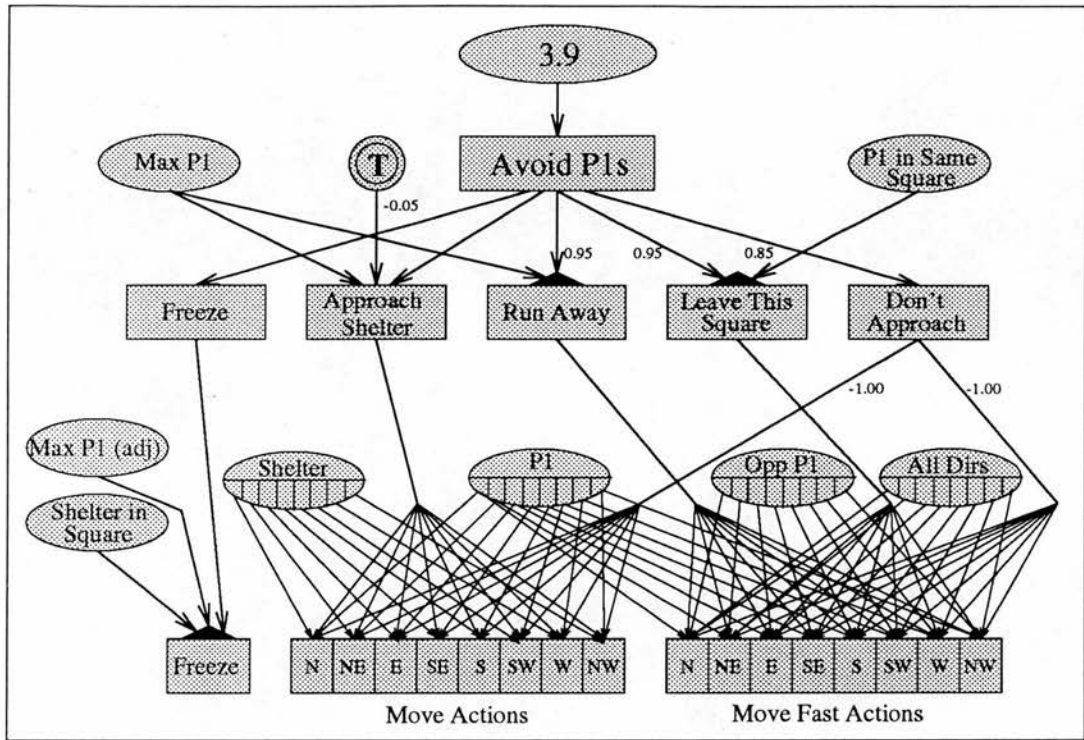 3.9
Max P1
T
Avoid P1s
P1 in Same
Square
-0.05
0.95
0.95
0.85
Freeze
Approach
Shelter
Run Away
Leave This
Square
Don't
Approach
-1.00
-1.00
Max P1 (adj)
Shelter in
Square
Shelter
P1
Opp P1
All Dirs
Freeze
N NE E SE S SW W NW
N NE E SE S SW W NW
Move Actions
Move Fast Actions